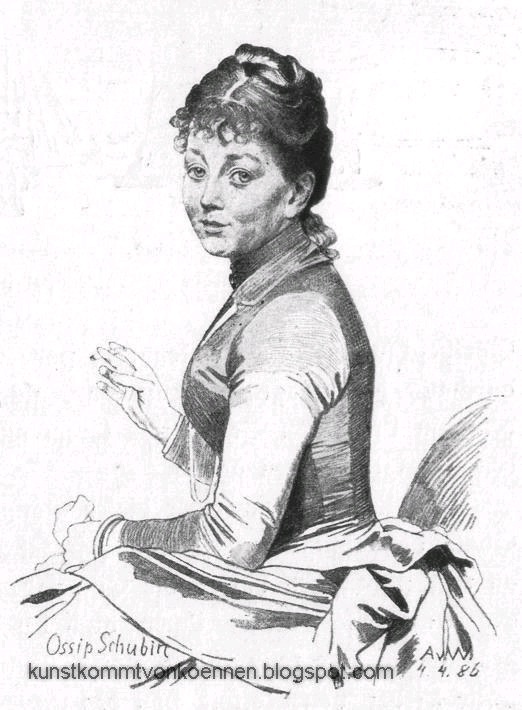 Ossip Schubin
A.v.W.
4. 4. 86
kunstkommtvonkoennen.blogspot.com